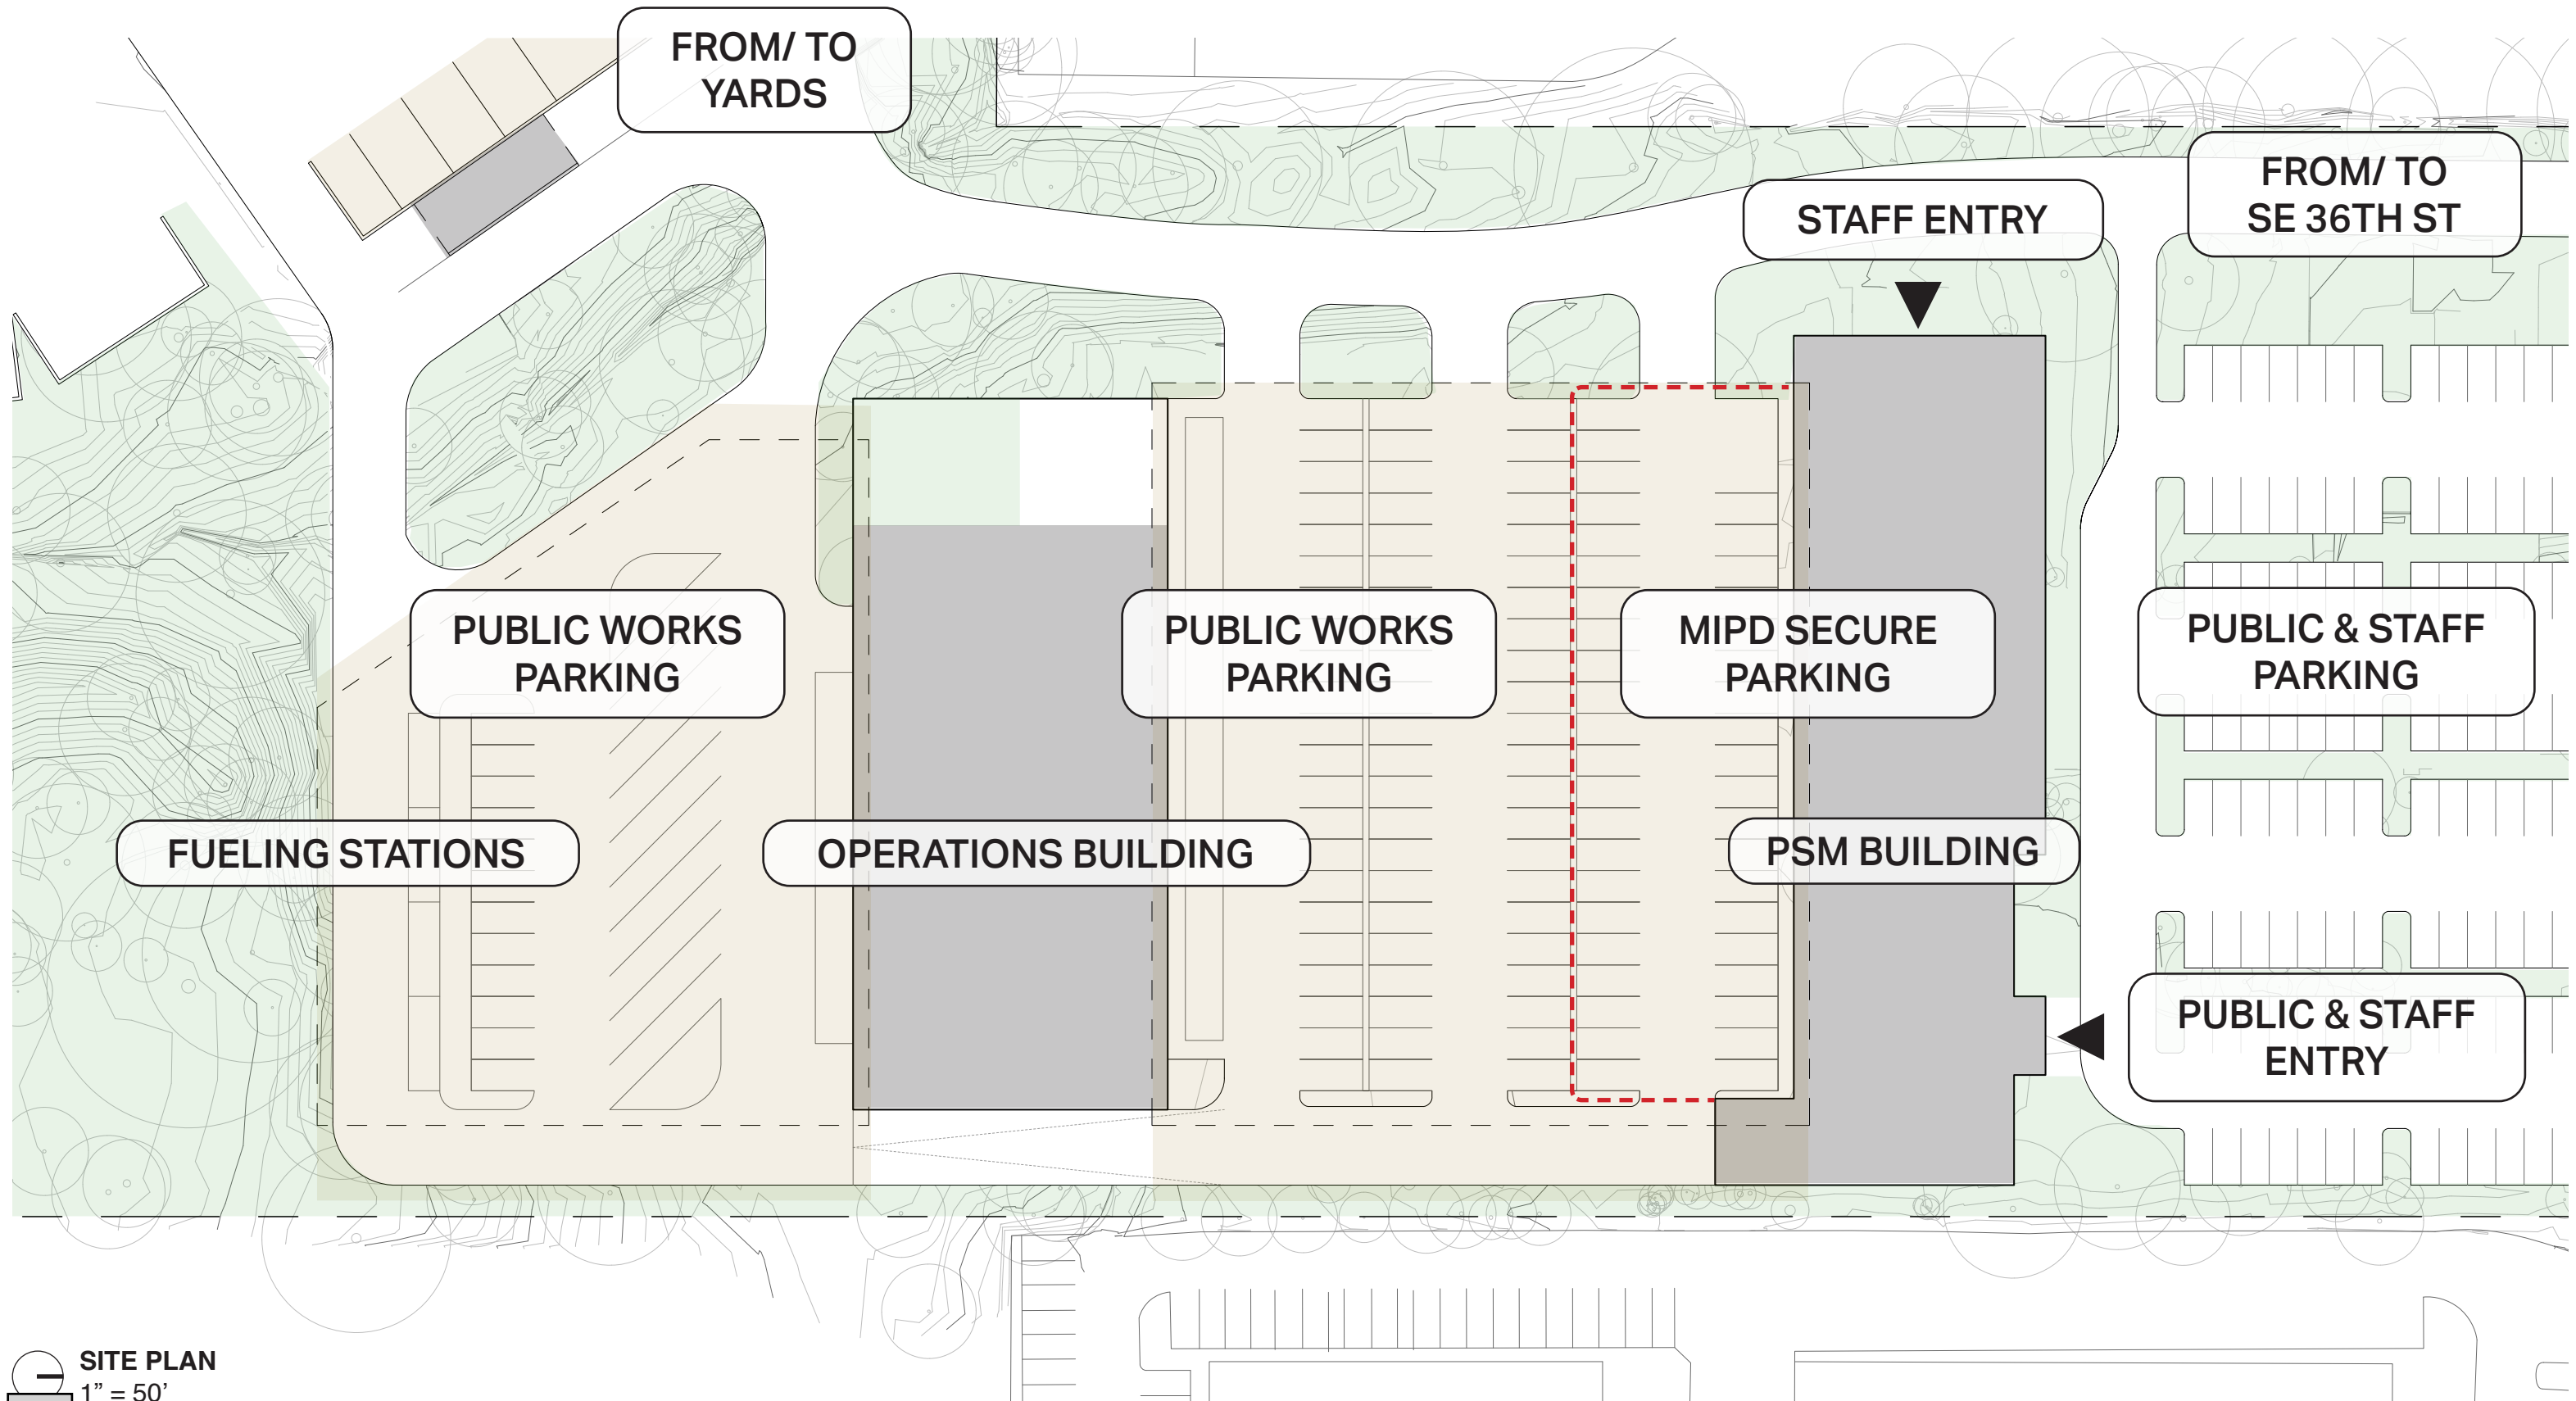 FROM/ TO
YARDS
FROM/ TO
SE 36TH ST
STAFF ENTRY
PUBLIC WORKS
PARKING
PUBLIC WORKS
PARKING
MIPD SECURE
PARKING
PUBLIC & STAFF
PARKING
FUELING STATIONS
OPERATIONS BUILDING
PSM BUILDING
PUBLIC & STAFF
ENTRY
SITE PLAN
1” = 50’